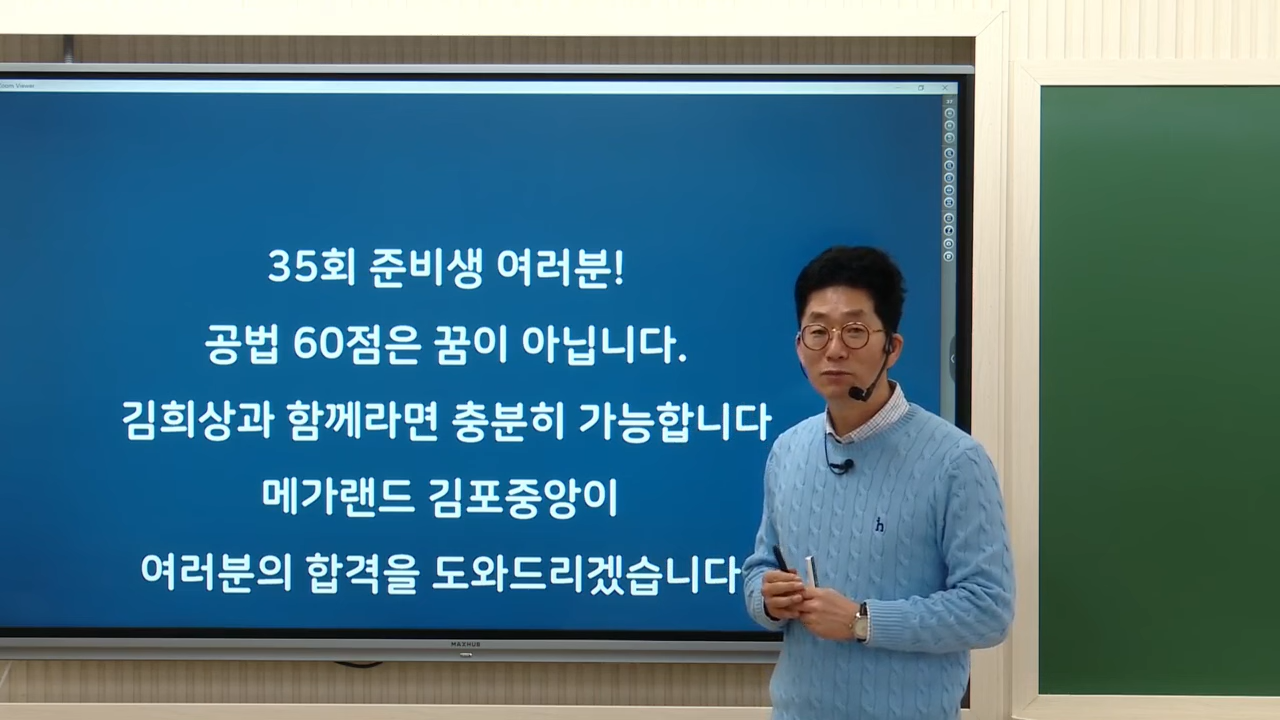 Zoom Viewer
35회 준비생 여러분!
공법 60점은 꿈이 아닙니다.
김희상과 함께라면 충분히 가능합니다
메가랜드 김포중앙이
여러분의 합격을 도와드리겠습니다
MAXHUB
h